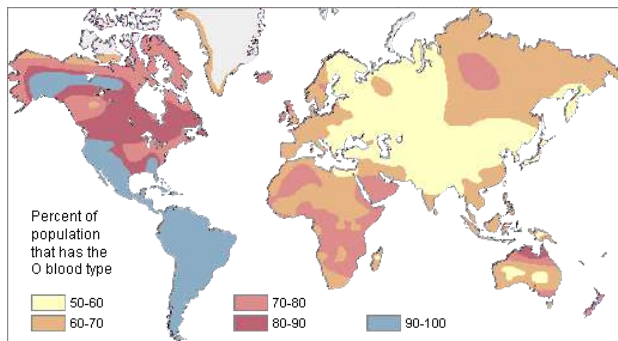 Percent of
population
that has the
O blood type
50-60
70-80
60-70
80-90
90-100